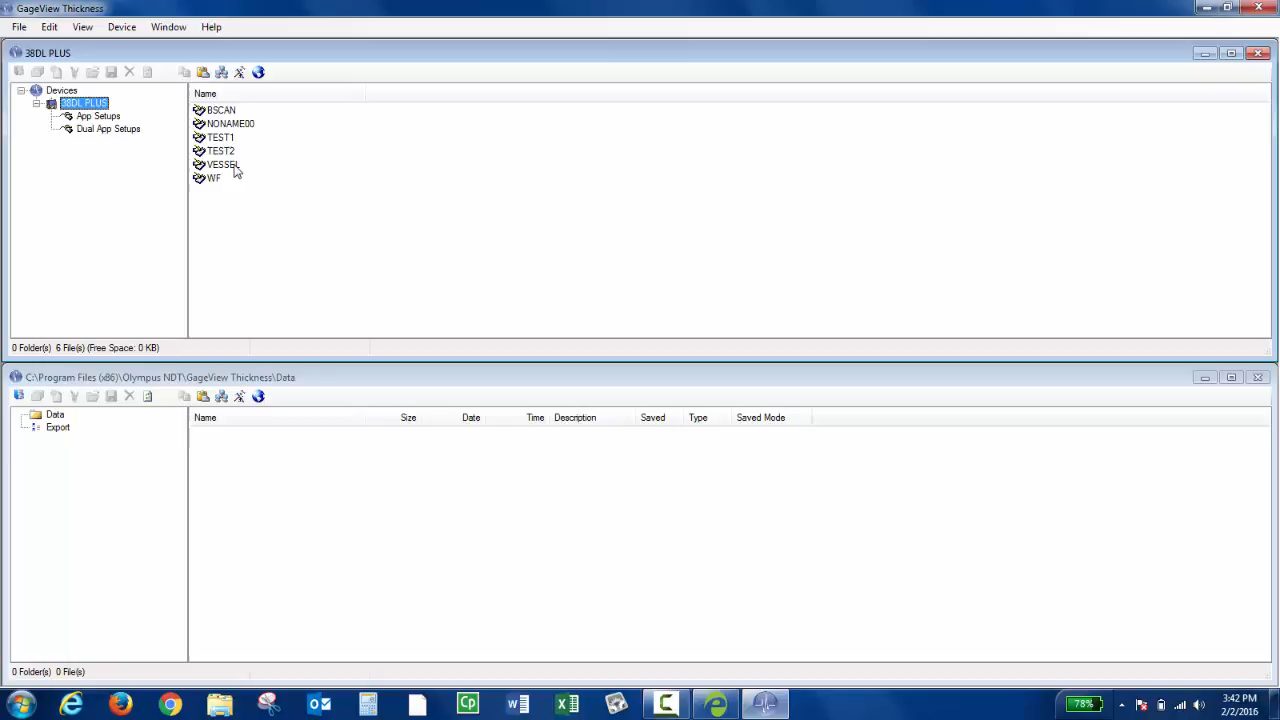 GageView Thickness
File Edit View Device Window Help
38DL PLUS
Devices
38DL PLUS
App Setups
Dual App Setups
Name
BSCAN
NONAME00
TEST1
TEST2
VESSEL
WF
0 Folder(s) 6 File(s) (Free Space: 0 KB)
C:\Program Files (x86)\Olympus NDT\GageView Thickness\Data
Data
Export
Name Size Date Time Description Saved Type Saved Mode
0 Folder(s) 0 File(s)
Cp
78%
3:42 PM
2/2/2016